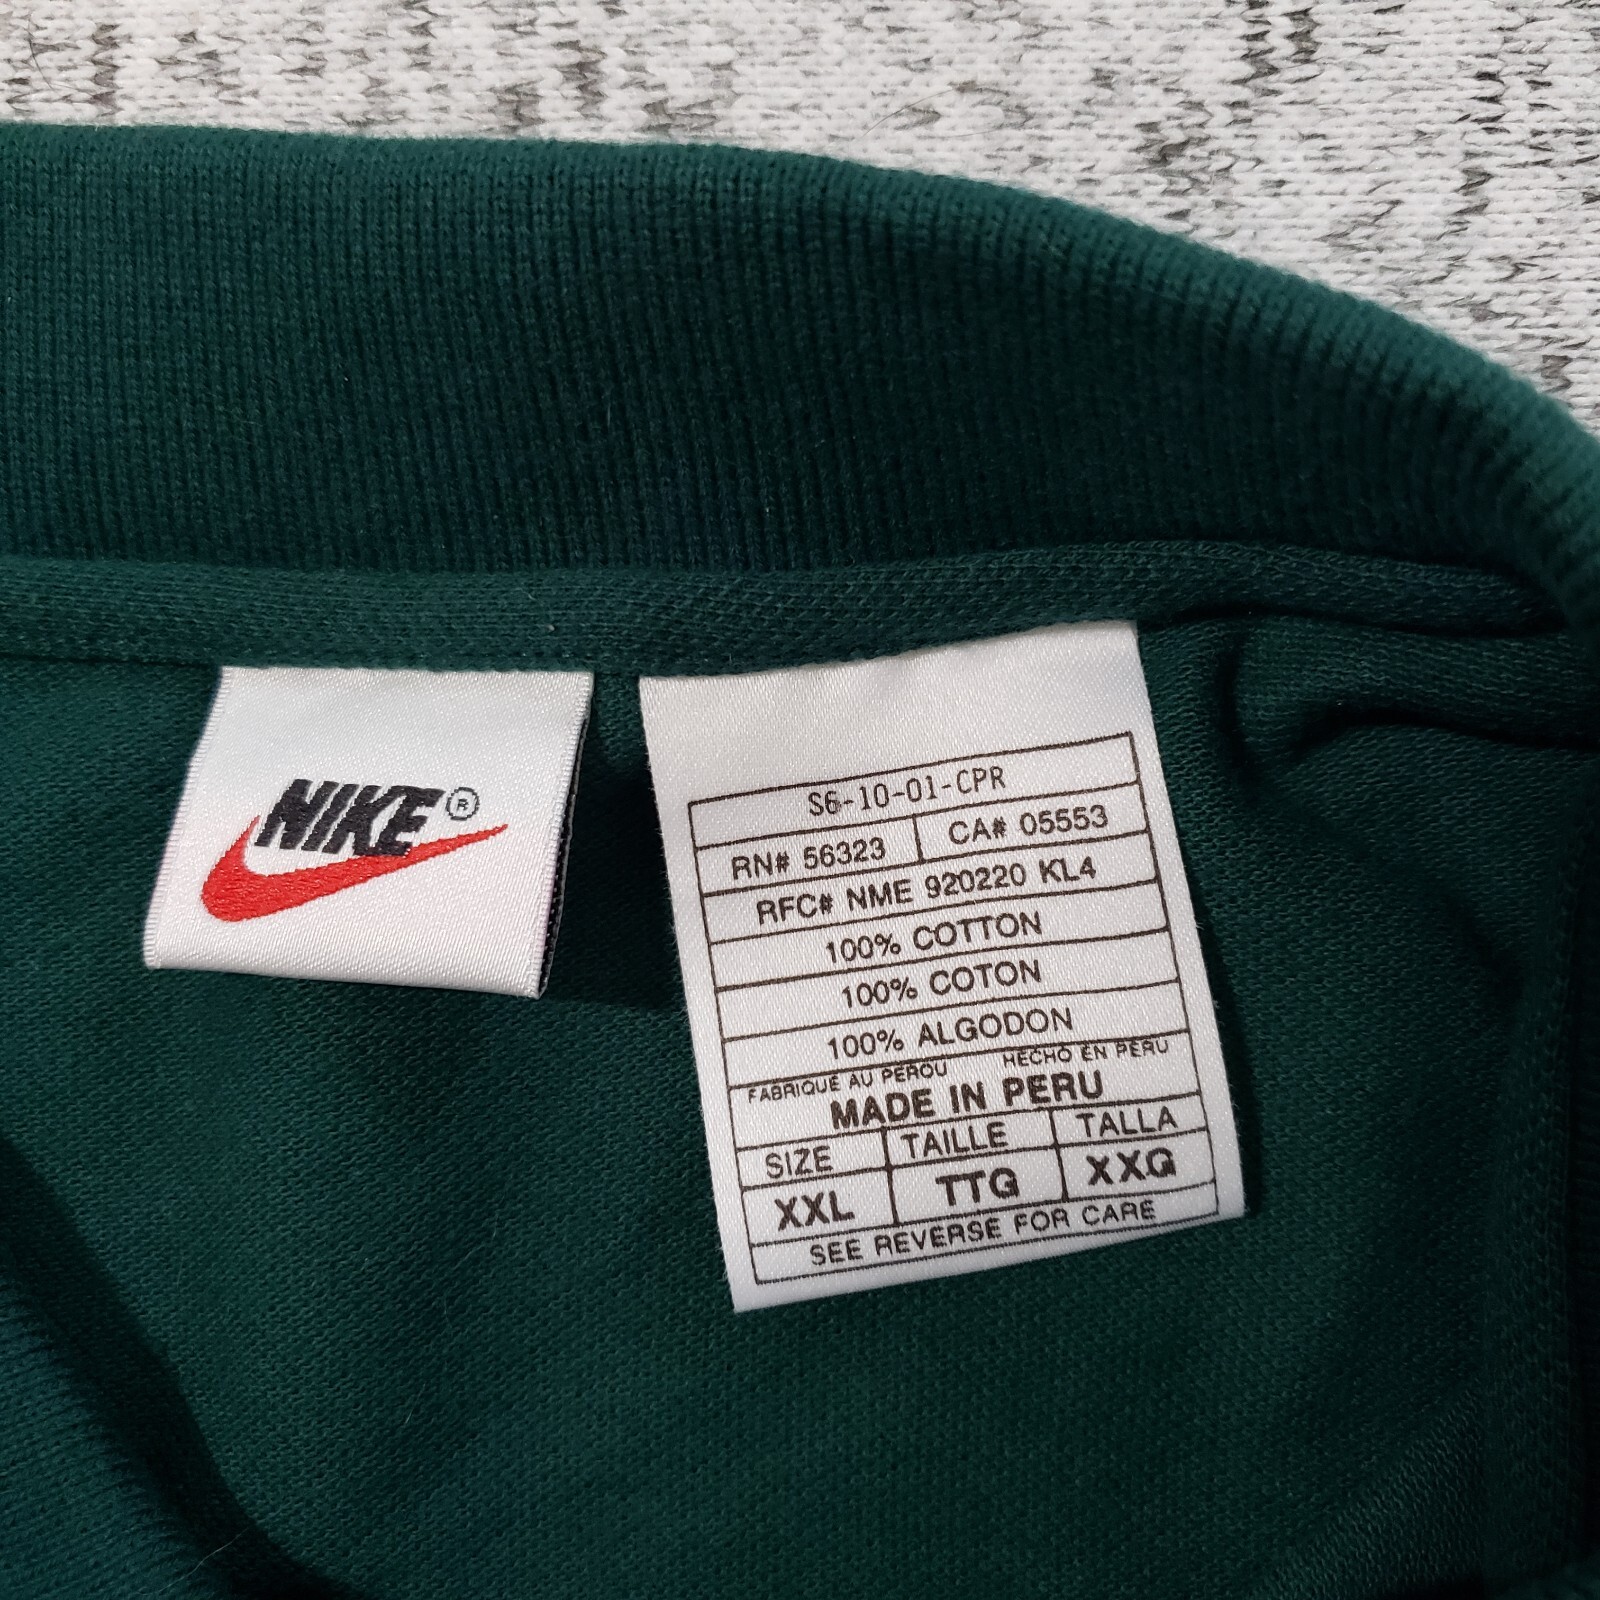 NIKE®
S6-10-01-CPR
RN# 56323 CA# 05553
RFC# NME 920220 KL4
100% COTTON
100% COTON
100% ALGODON
FABRIQUÉ AU PÉROU HECHO EN PERU
MADE IN PERU
SIZE TAILLE TALLA
XXL TTG XXG
SEE REVERSE FOR CARE